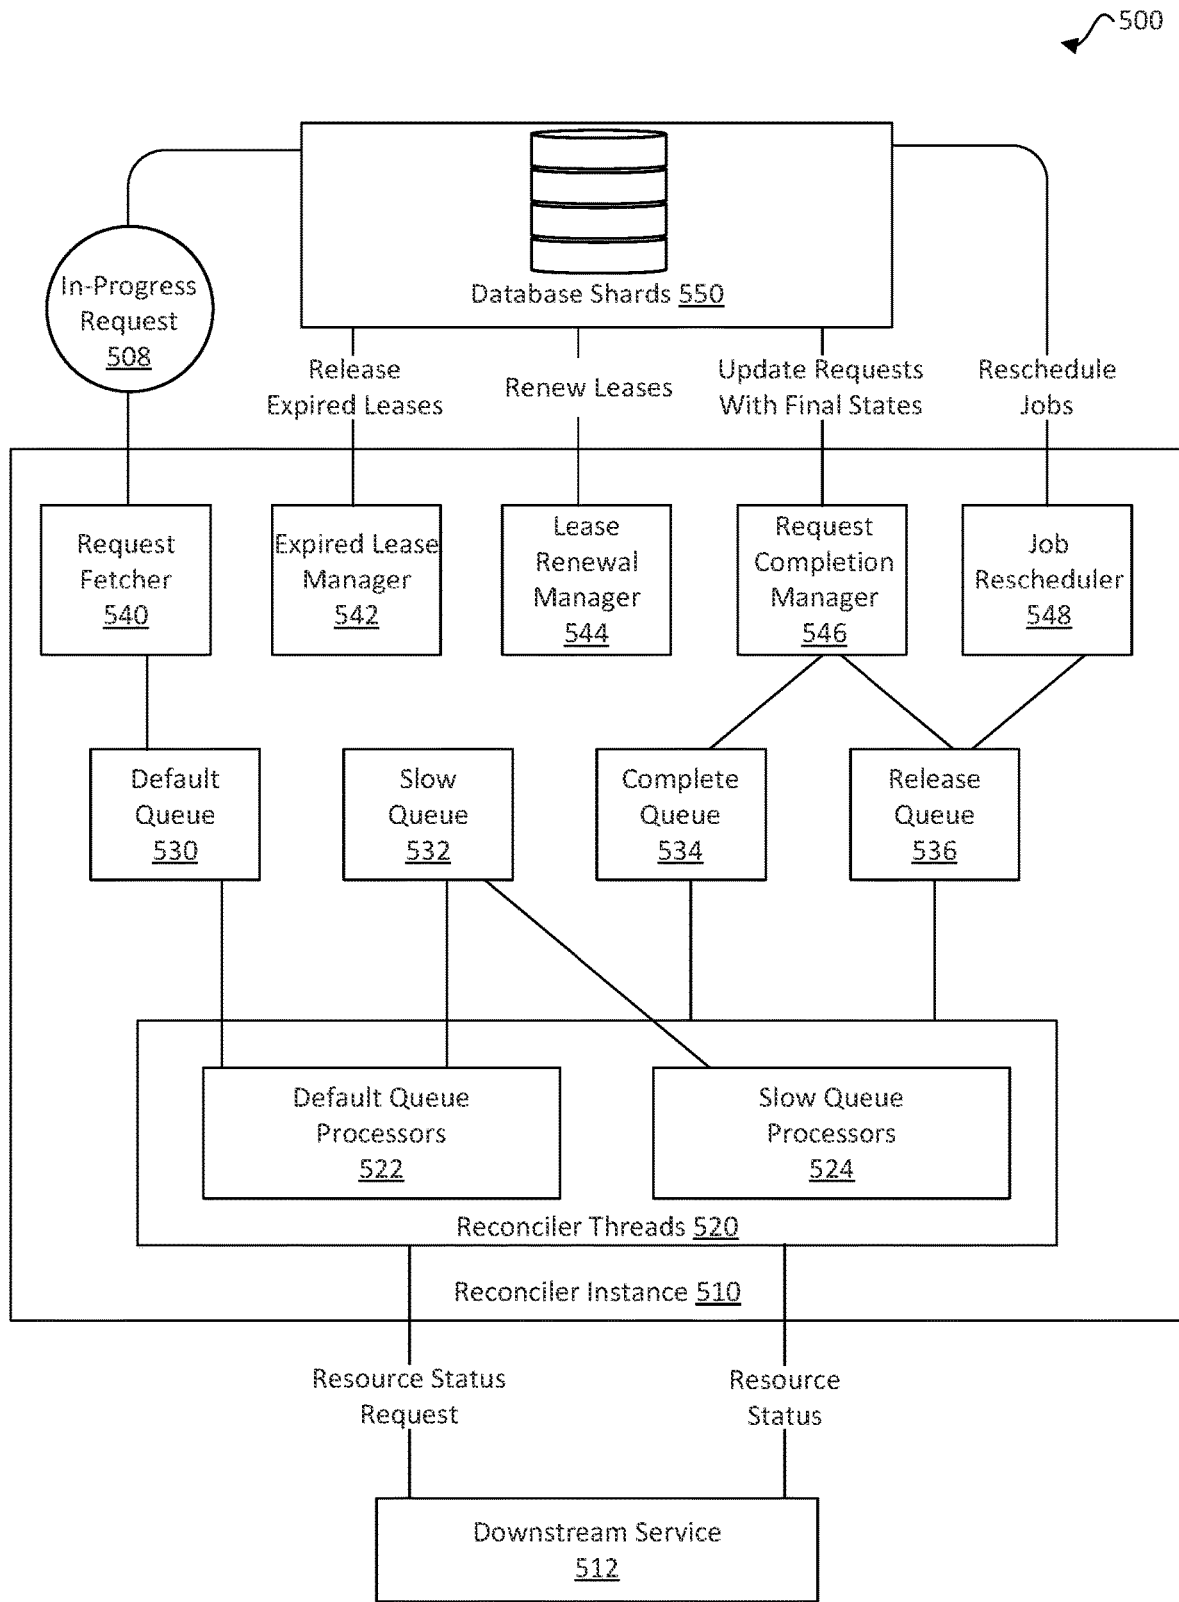 500
Database Shards 550
In-Progress
Request
508
Release
Expired Leases
Renew Leases
Update Requests
With Final States
Reschedule
Jobs
Request
Fetcher
540
Expired Lease
Manager
542
Lease
Renewal
Manager
544
Request
Completion
Manager
546
Job
Rescheduler
548
Default
Queue
530
Slow
Queue
532
Complete
Queue
534
Release
Queue
536
Default Queue
Processors
522
Slow Queue
Processors
524
Reconciler Threads 520
Reconciler Instance 510
Resource Status
Request
Resource
Status
Downstream Service
512